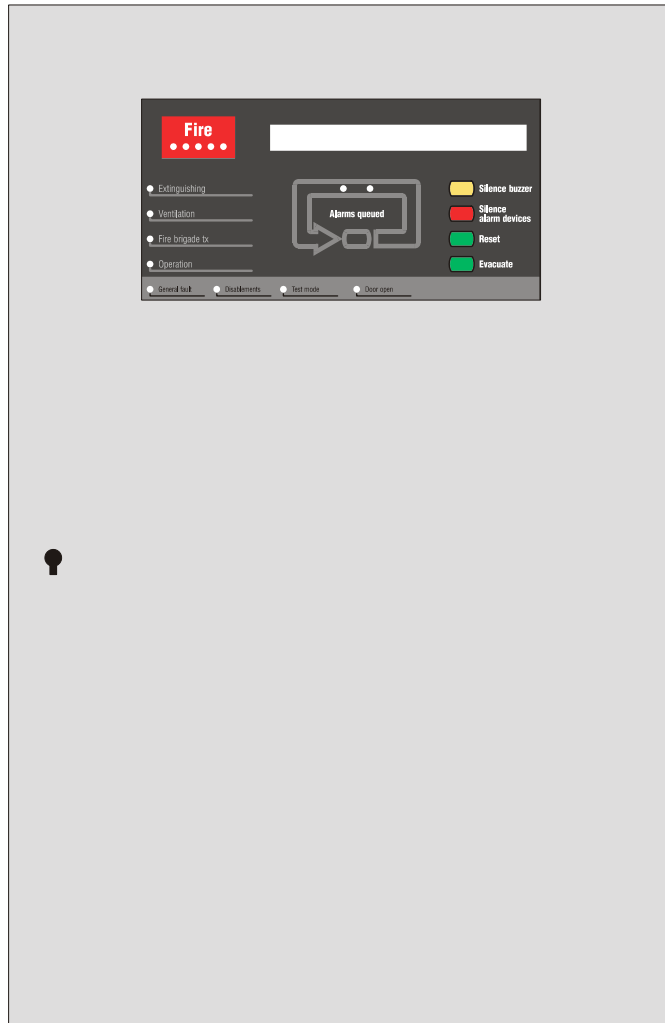 Fire
Extinguishing
Ventilation
Fire brigade tx
Operation
Alarms queued
Silence buzzer
Silence
alarm devices
Reset
Evacuate
General fault
Disablements
Test mode
Door open